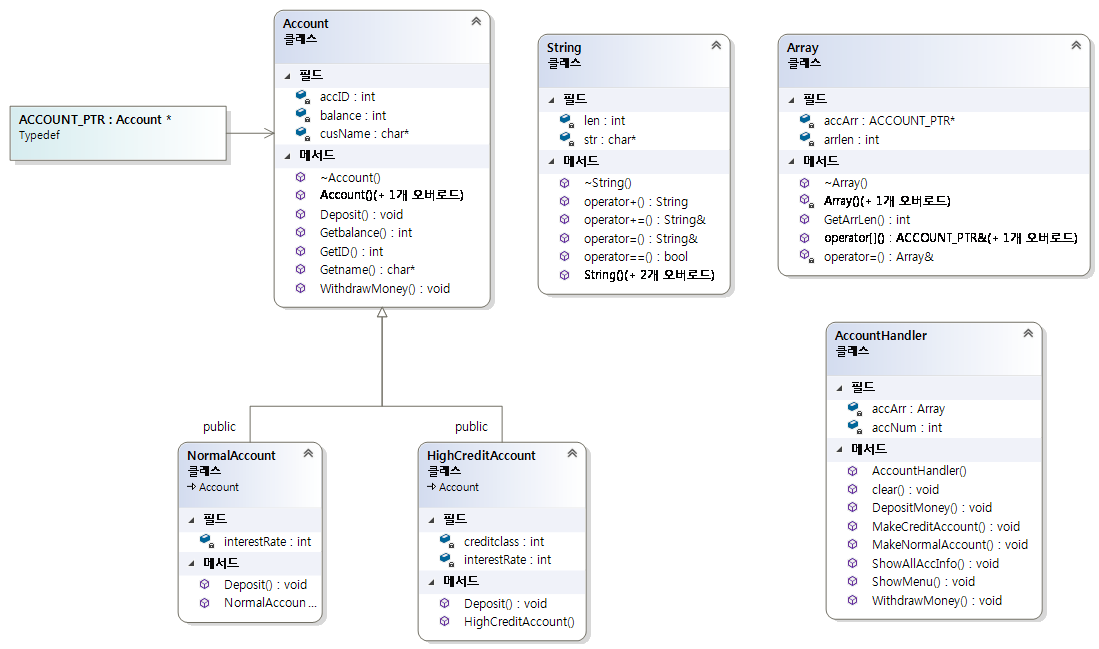 ACCOUNT_PTR : Account *
Typedef
Account
클래스
필드
accID : int
balance : int
cusName : char*
메서드
~Account()
Account()(+ 1개 오버로드)
Deposit() : void
Getbalance() : int
GetID() : int
Getname() : char*
WithdrawMoney() : void
String
클래스
필드
len : int
str : char*
메서드
~String()
operator+() : String
operator+=() : String&
operator=() : String&
operator==() : bool
String()(+ 2개 오버로드)
Array
클래스
필드
accArr : ACCOUNT_PTR*
arrlen : int
메서드
~Array()
Array()(+ 1개 오버로드)
GetArrLen() : int
operator[]() : ACCOUNT_PTR&(+ 1개 오버로드)
operator=() : Array&
public
NormalAccount
클래스
Account
필드
interestRate : int
메서드
Deposit() : void
NormalAccoun ...
public
HighCreditAccount
클래스
Account
필드
creditclass : int
interestRate : int
메서드
Deposit() : void
HighCreditAccount()
AccountHandler
클래스
필드
accArr : Array
accNum : int
메서드
AccountHandler()
clear() : void
DepositMoney() : void
MakeCreditAccount() : void
MakeNormalAccount() : void
ShowAllAccInfo() : void
ShowMenu() : void
WithdrawMoney() : void